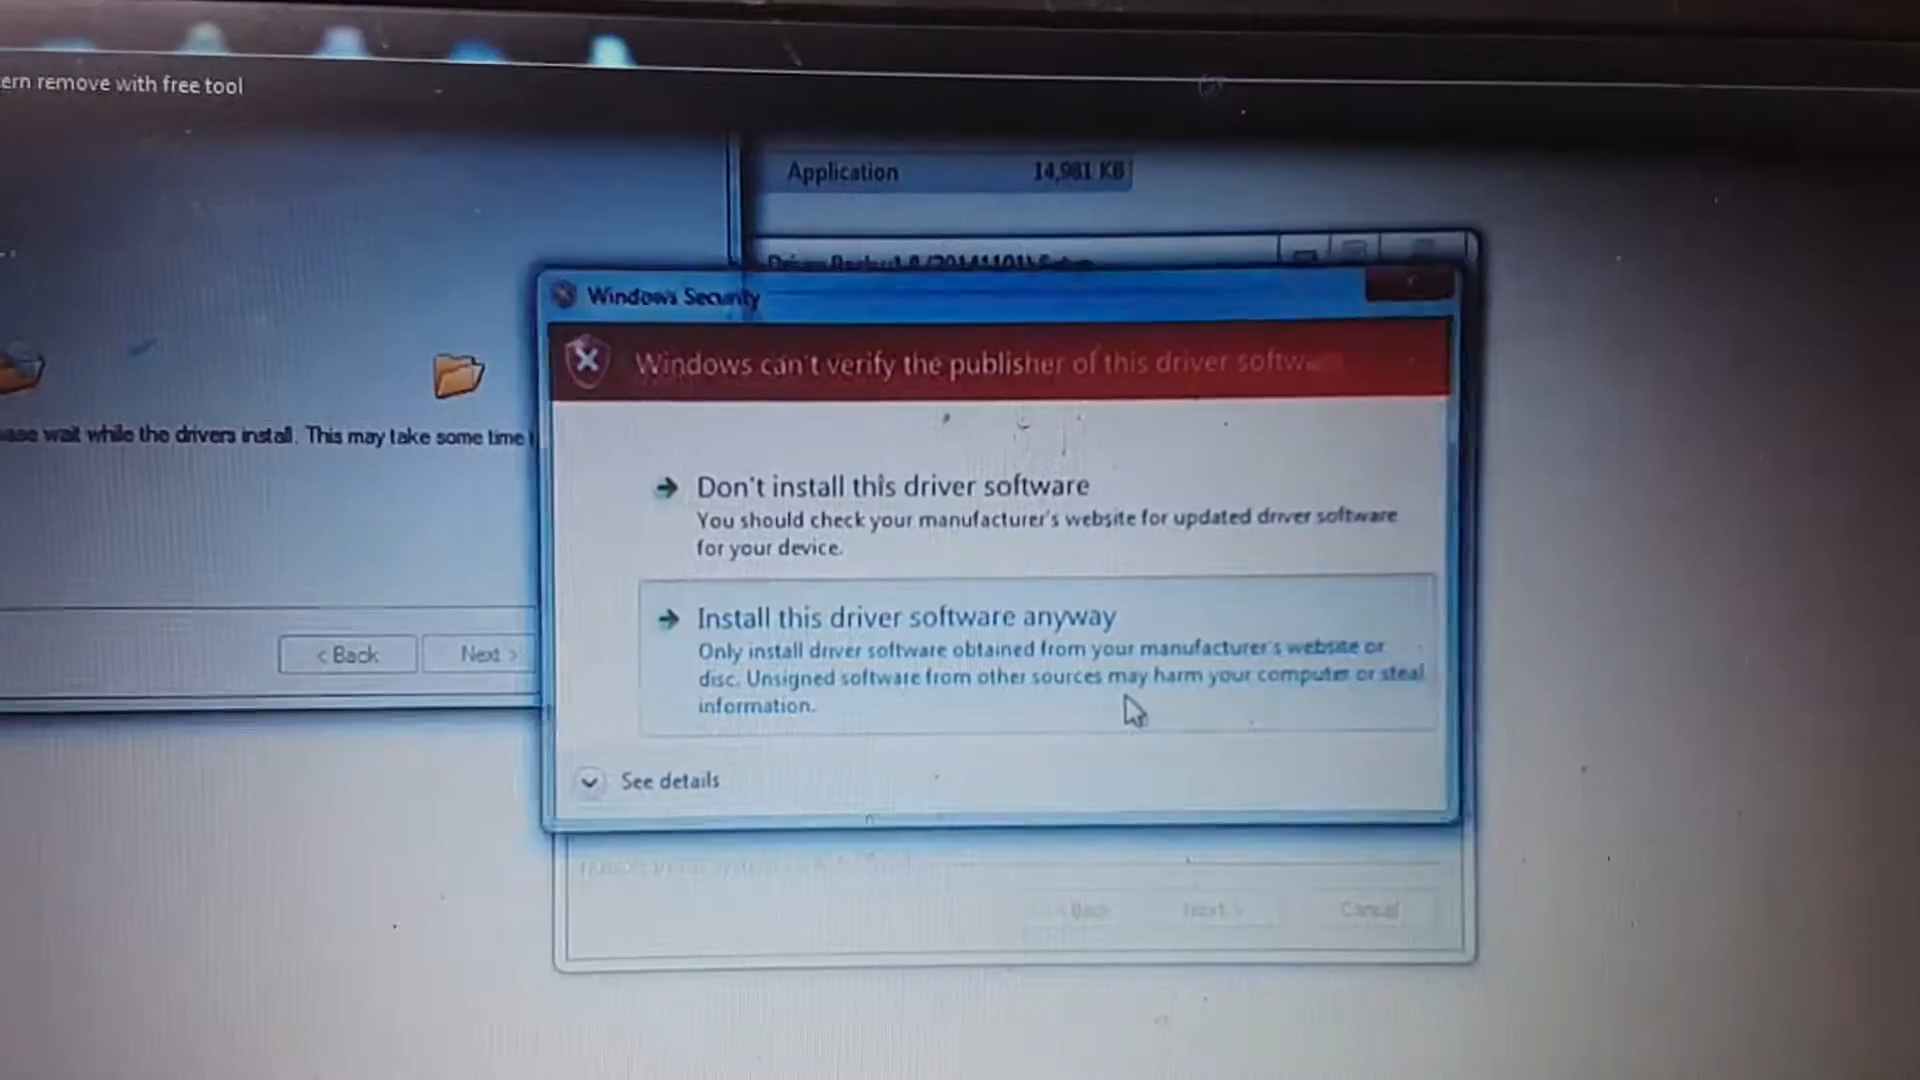 ern remove with free tool
Application 14,981 KB
Windows Security
Windows can't verify the publisher of this driver software
Don't install this driver software
You should check your manufacturer's website for updated driver software
for your device.
Install this driver software anyway
Only install driver software obtained from your manufacturer's website or
disc. Unsigned software from other sources may harm your computer or steal
information.
See details
ase wait while the drivers install. This may take some time
< Back Next >
< Back Next > Cancel